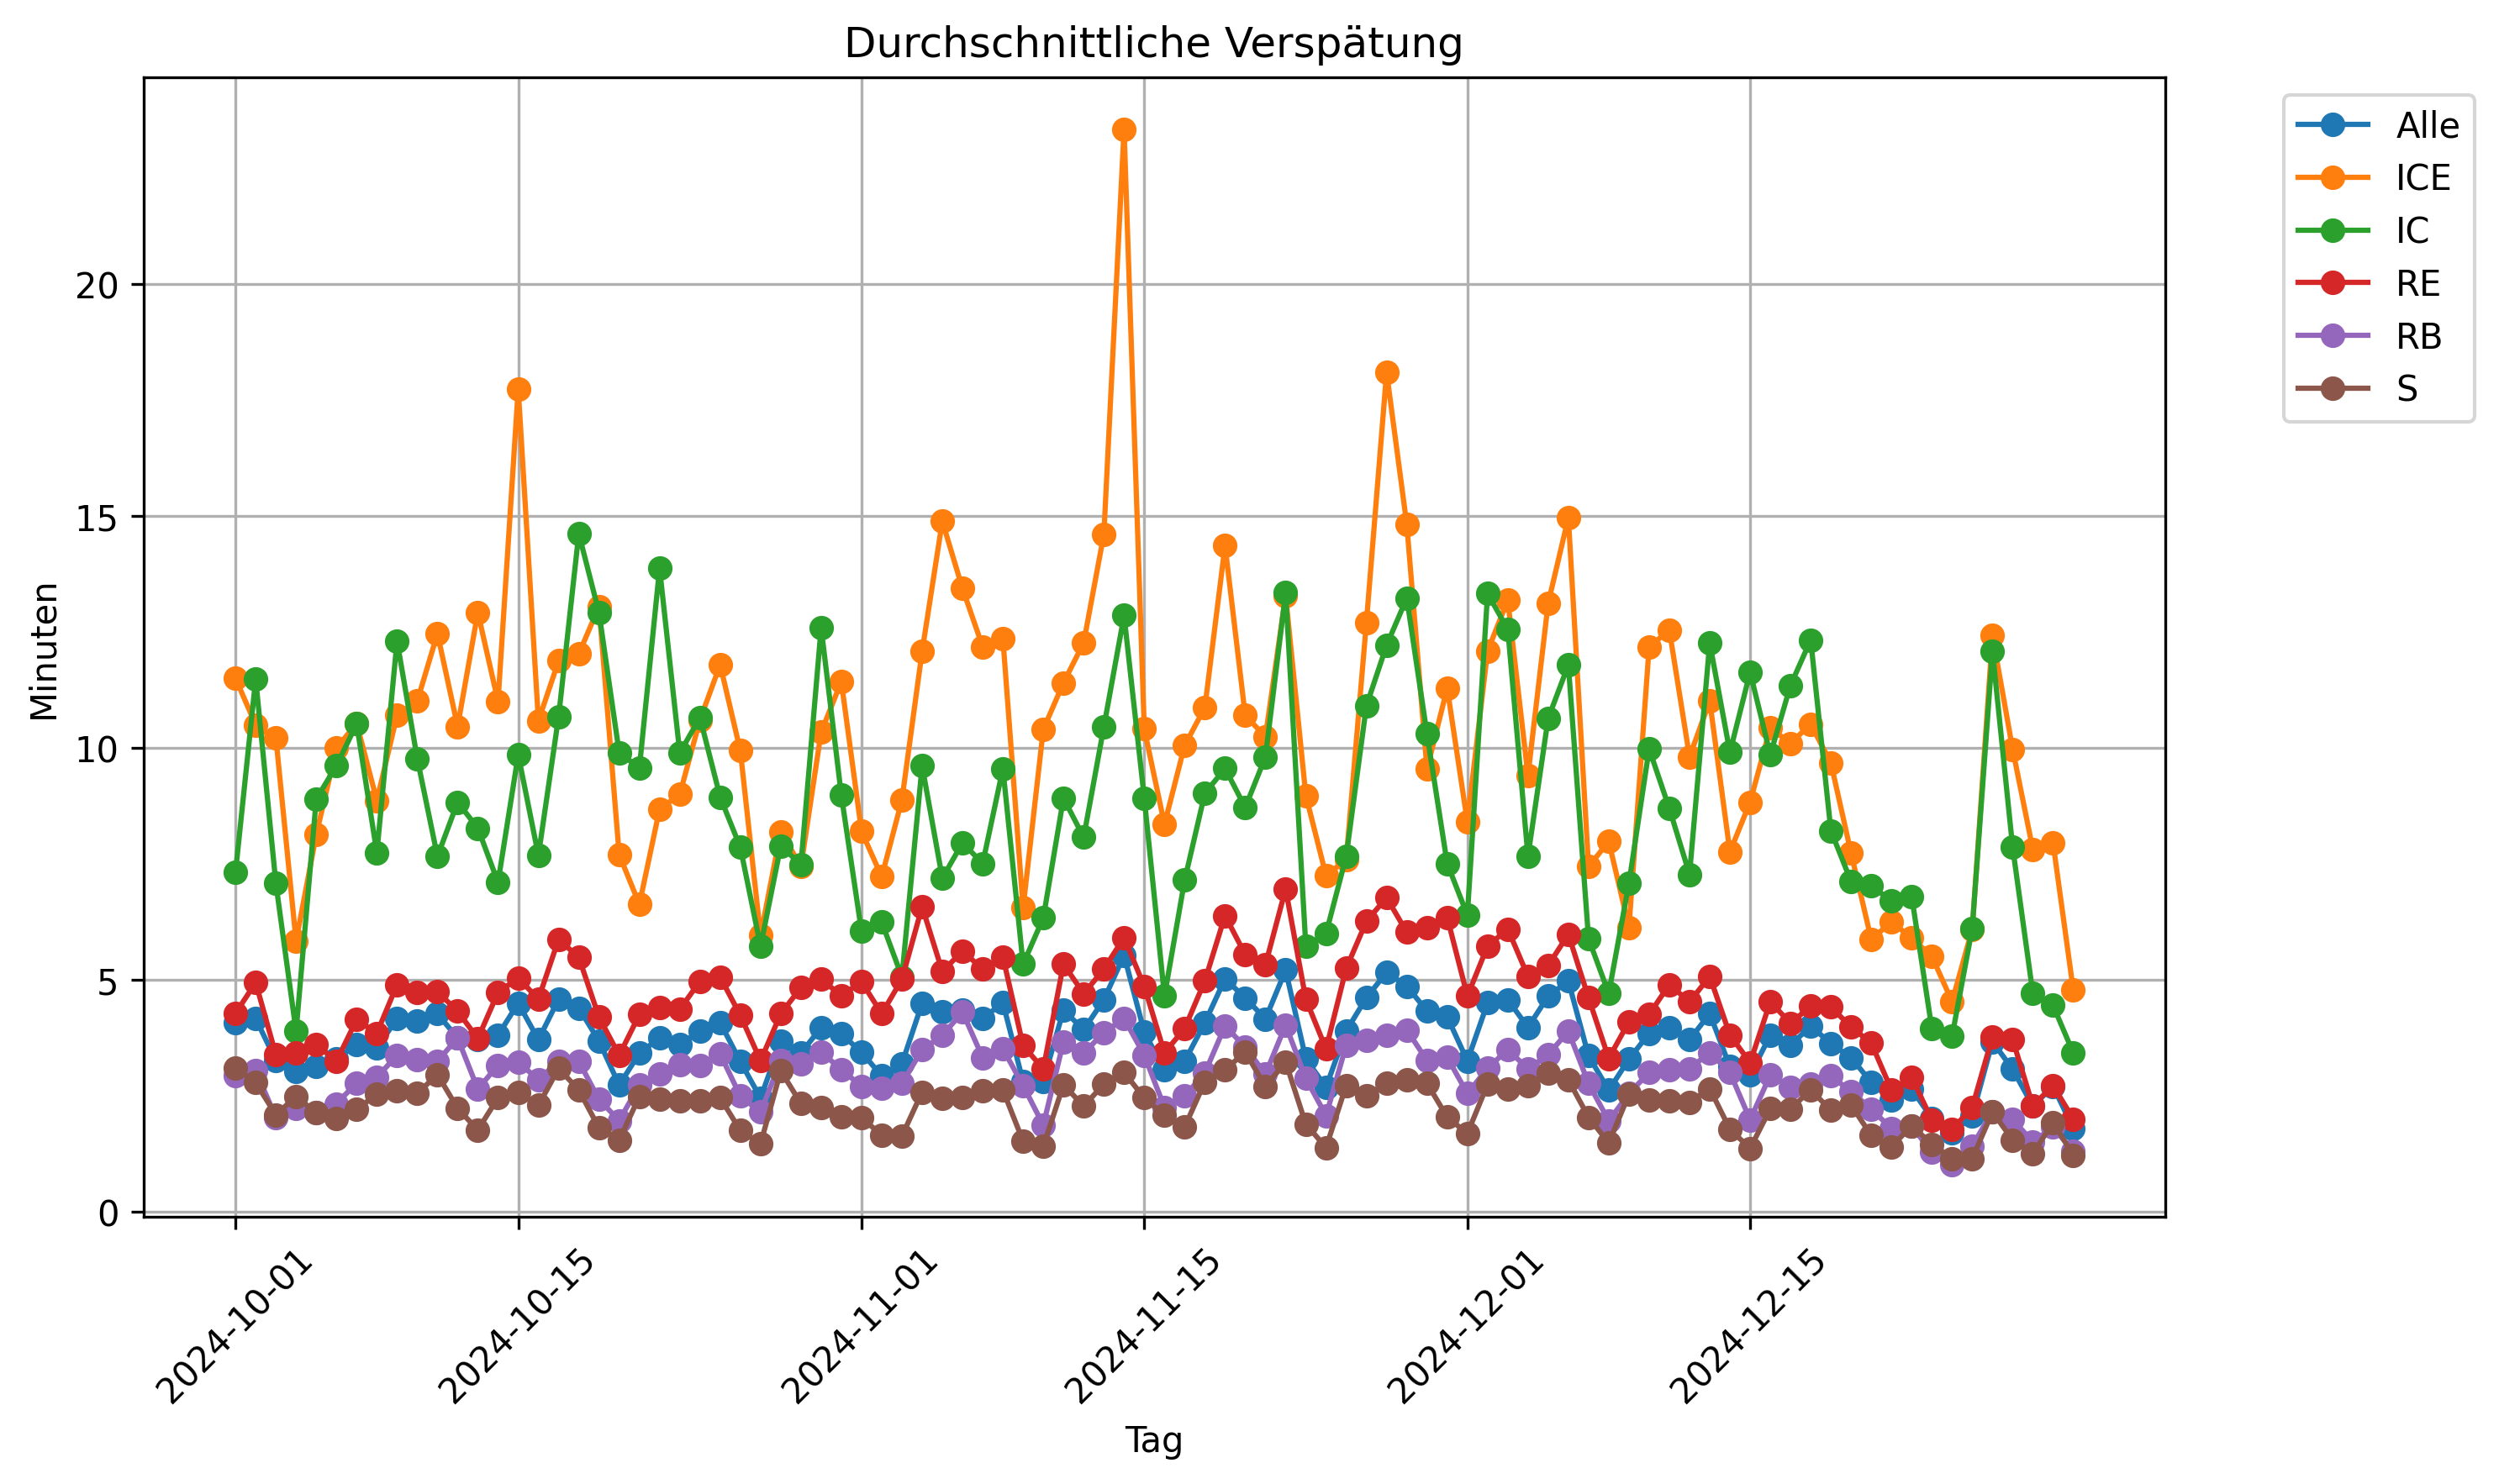 Durchschnittliche Verspätung
Alle
ICE
IC
RE
RB
S
Minuten
20
15
10
5
0
2024-10-01
2024-10-15
2024-11-01
2024-11-15
2024-12-01
2024-12-15
Tag